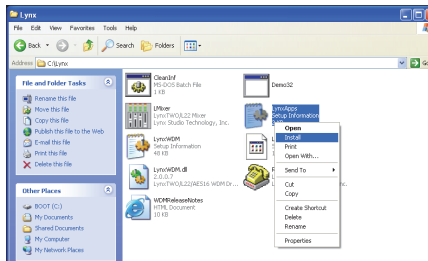 Lynx
File Edit View Favorites Tools Help
Back Search Folders
Address C:\Lynx Go
File and Folder Tasks
Rename this file
Move this file
Copy this file
Publish this file to the Web
E-mail this file
Print this file
Delete this file
Other Places
BOOT (C:)
My Documents
Shared Documents
My Computer
My Network Places
CleanInf
MS-DOS Batch File
1 KB
Demo32
LMixer
LynxTWO/L22 Mixer
Lynx Studio Technology, Inc.
LynxApps
Setup Information
LynxWDM
Setup Information
48 KB
LynxWDM.dll
2.0.0.7
LynxTWO/L22/AES16 WDM Dr...
WDMReleaseNotes
HTML Document
10 KB
Open
Install
Print
Open With...
Send To
Cut
Copy
Create Shortcut
Delete
Rename
Properties
nc.